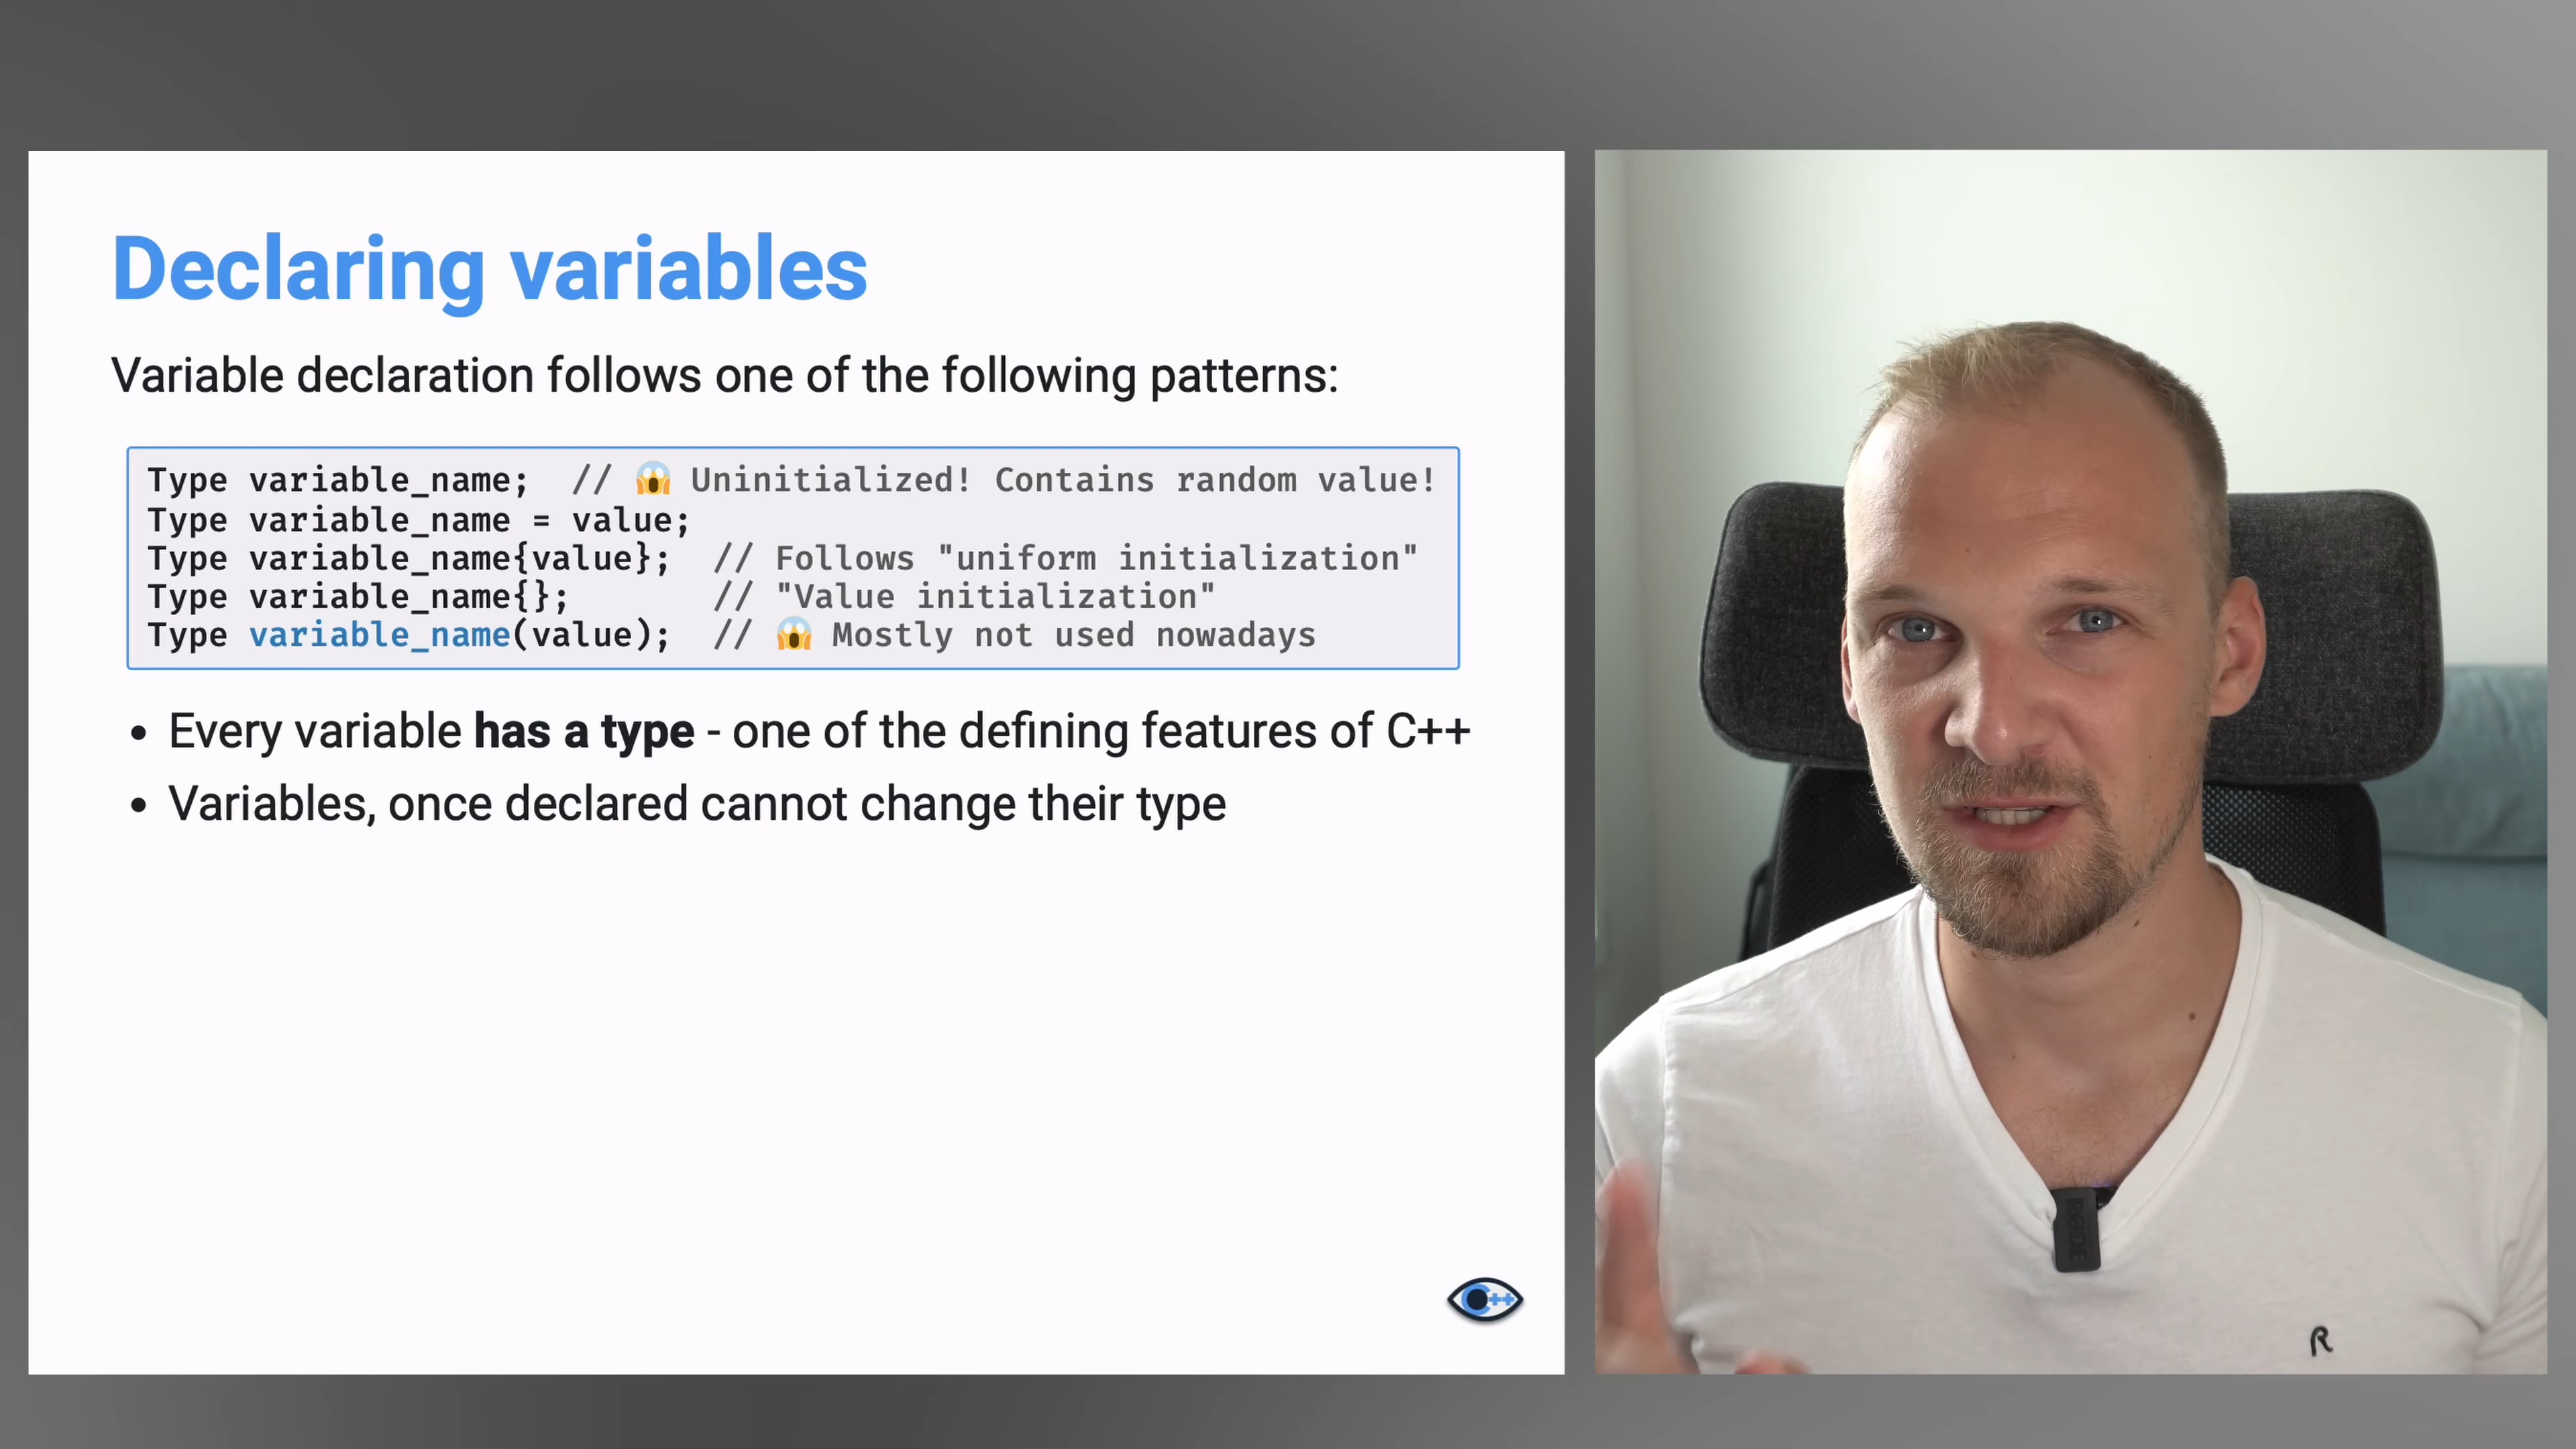 Declaring variables
Variable declaration follows one of the following patterns:
Type variable_name;  // 😱 Uninitialized! Contains random value!
Type variable_name = value;
Type variable_name{value};  // Follows "uniform initialization"
Type variable_name{};       // "Value initialization"
Type variable_name(value);  // 😱 Mostly not used nowadays
• Every variable has a type - one of the defining features of C++
• Variables, once declared cannot change their type
C++
RODE
R